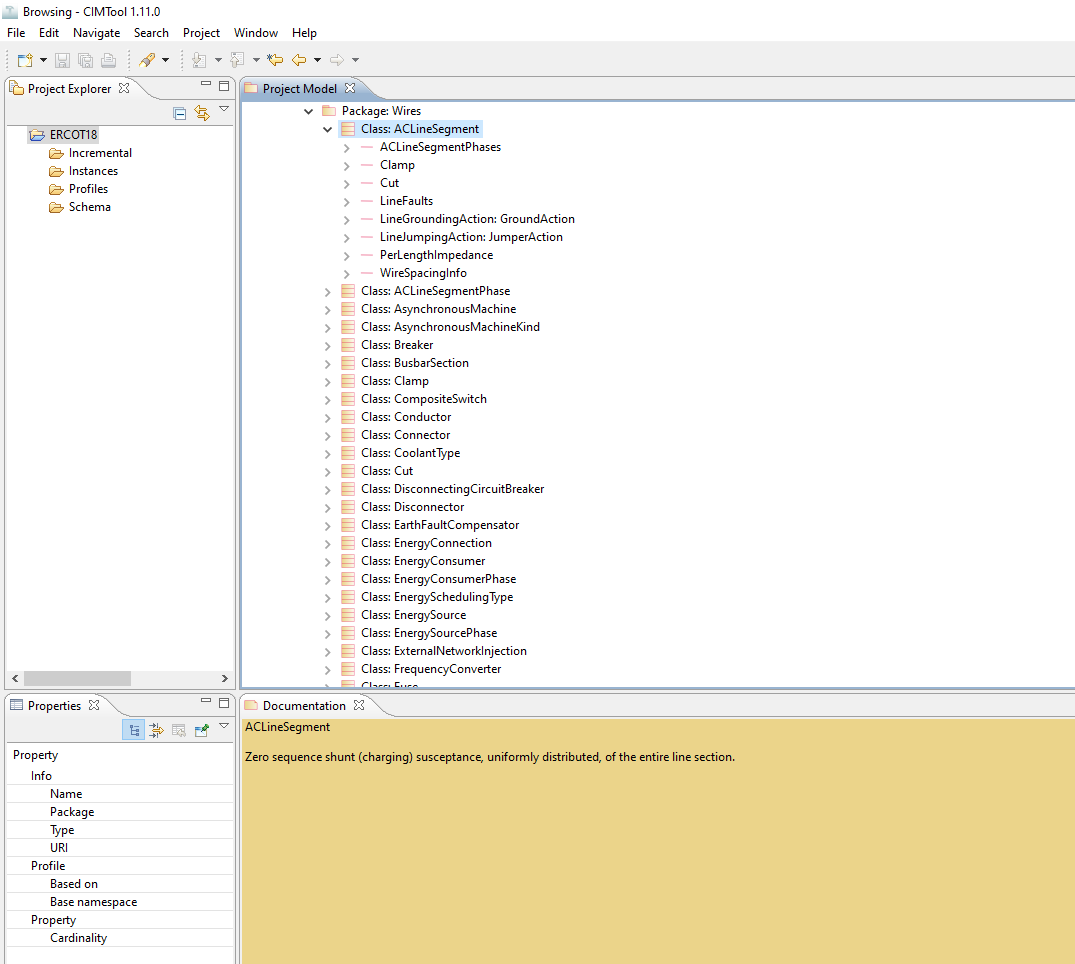 Browsing - CIMTool 1.11.0
File Edit Navigate Search Project Window Help
Project Explorer
ERCOT18
Incremental
Instances
Profiles
Schema
Project Model
Package: Wires
Class: ACLineSegment
ACLineSegmentPhases
Clamp
Cut
LineFaults
LineGroundingAction: GroundAction
LineJumpingAction: JumperAction
PerLengthImpedance
WireSpacingInfo
Class: ACLineSegmentPhase
Class: AsynchronousMachine
Class: AsynchronousMachineKind
Class: Breaker
Class: BusbarSection
Class: Clamp
Class: CompositeSwitch
Class: Conductor
Class: Connector
Class: CoolantType
Class: Cut
Class: DisconnectingCircuitBreaker
Class: Disconnector
Class: EarthFaultCompensator
Class: EnergyConnection
Class: EnergyConsumer
Class: EnergyConsumerPhase
Class: EnergySchedulingType
Class: EnergySource
Class: EnergySourcePhase
Class: ExternalNetworkInjection
Class: FrequencyConverter
Class: Fuse
Properties
Property
Info
Name
Package
Type
URI
Profile
Based on
Base namespace
Property
Cardinality
Documentation
ACLineSegment
Zero sequence shunt (charging) susceptance, uniformly distributed, of the entire line section.